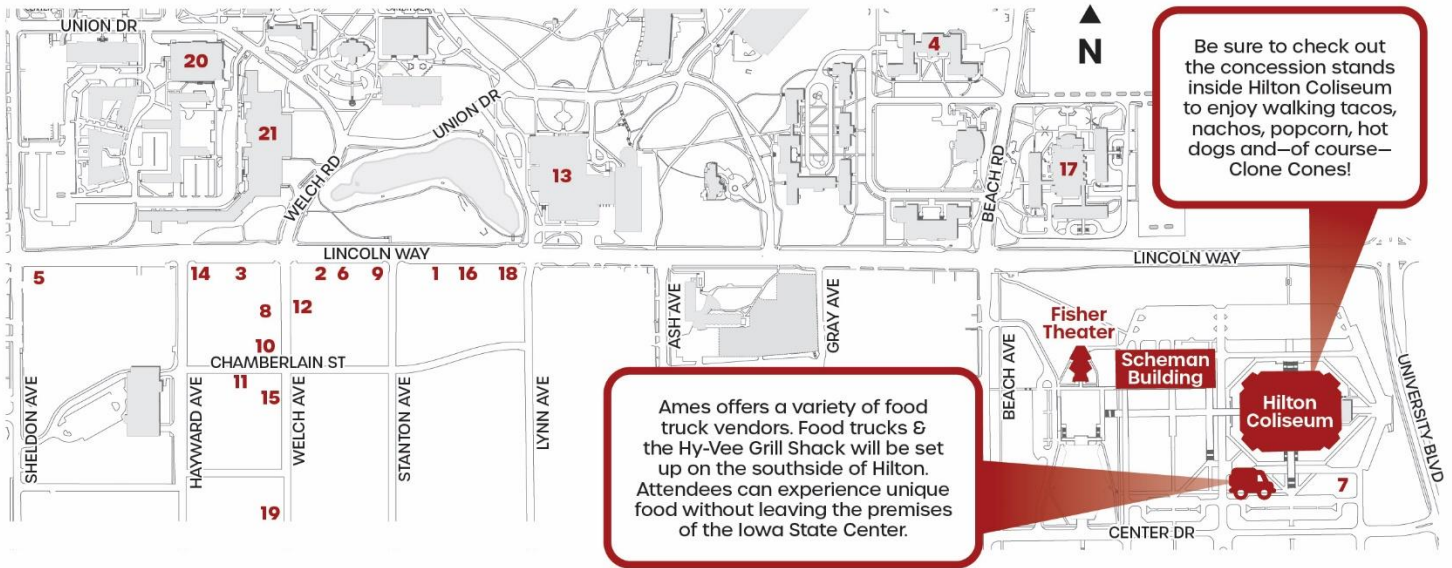 UNION DR
20
21
WELCH RD
UNION DR
13
4
N
BEACH RD
17
Be sure to check out
the concession stands
inside Hilton Coliseum
to enjoy walking tacos,
nachos, popcorn, hot
dogs and—of course—
Clone Cones!
LINCOLN WAY
LINCOLN WAY
5
14
3
2
6
9
1
16
18
8
12
10
CHAMBERLAIN ST
11
15
19
SHELDON AVE
HAYWARD AVE
WELCH AVE
STANTON AVE
LYNN AVE
ASH AVE
GRAY AVE
BEACH AVE
Fisher
Theater
Scheman
Building
Hilton
Coliseum
UNIVERSITY BLVD
7
CENTER DR
Ames offers a variety of food
truck vendors. Food trucks &
the Hy-Vee Grill Shack will be set
up on the southside of Hilton.
Attendees can experience unique
food without leaving the premises
of the Iowa State Center.